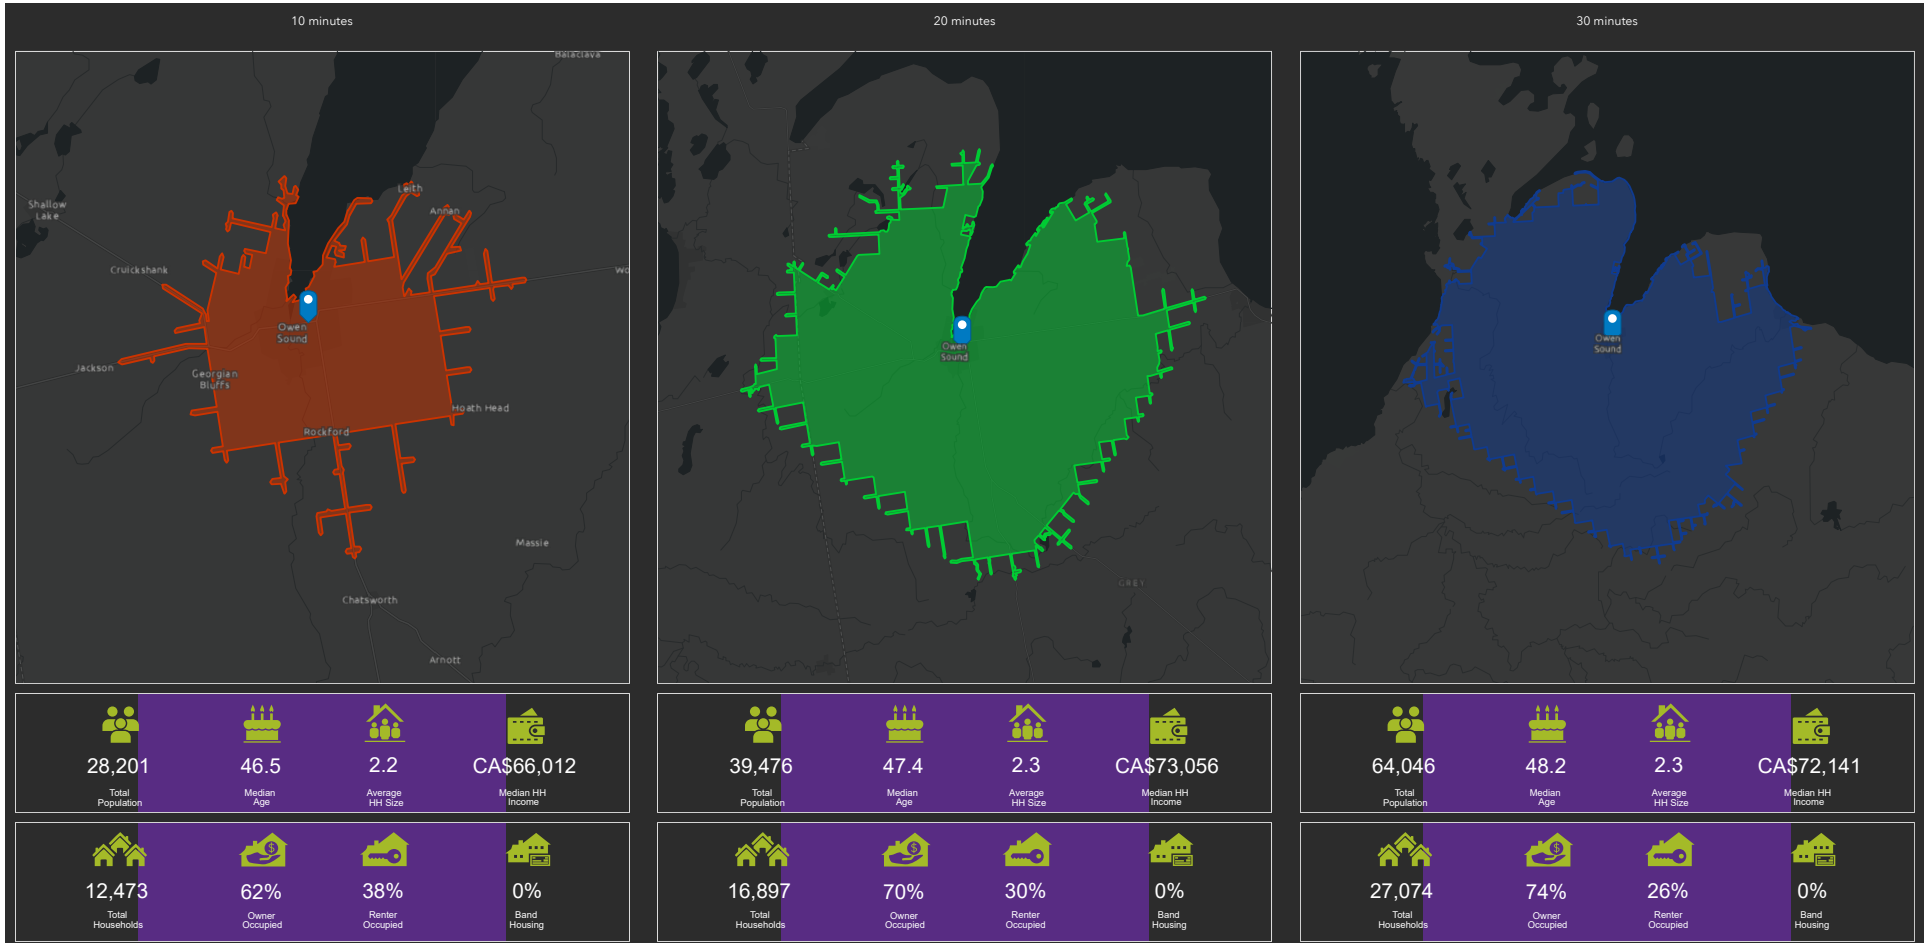 10 minutes
20 minutes
30 minutes
Balaclava
Leith
Shallow
Lake
Annan
Cruickshank
Owen
Sound
Jackson
Georgian
Bluffs
Hoath Head
Rockford
Massie
Chatsworth
Arnott
Owen
Sound
GREY
Owen
Sound
28,201
46.5
2.2
CA$66,012
Total
Population
Median
Age
Average
HH Size
Median HH
Income
12,473
62%
38%
0%
Total
Households
Owner
Occupied
Renter
Occupied
Band
Housing
39,476
47.4
2.3
CA$73,056
Total
Population
Median
Age
Average
HH Size
Median HH
Income
16,897
70%
30%
0%
Total
Households
Owner
Occupied
Renter
Occupied
Band
Housing
64,046
48.2
2.3
CA$72,141
Total
Population
Median
Age
Average
HH Size
Median HH
Income
27,074
74%
26%
0%
Total
Households
Owner
Occupied
Renter
Occupied
Band
Housing